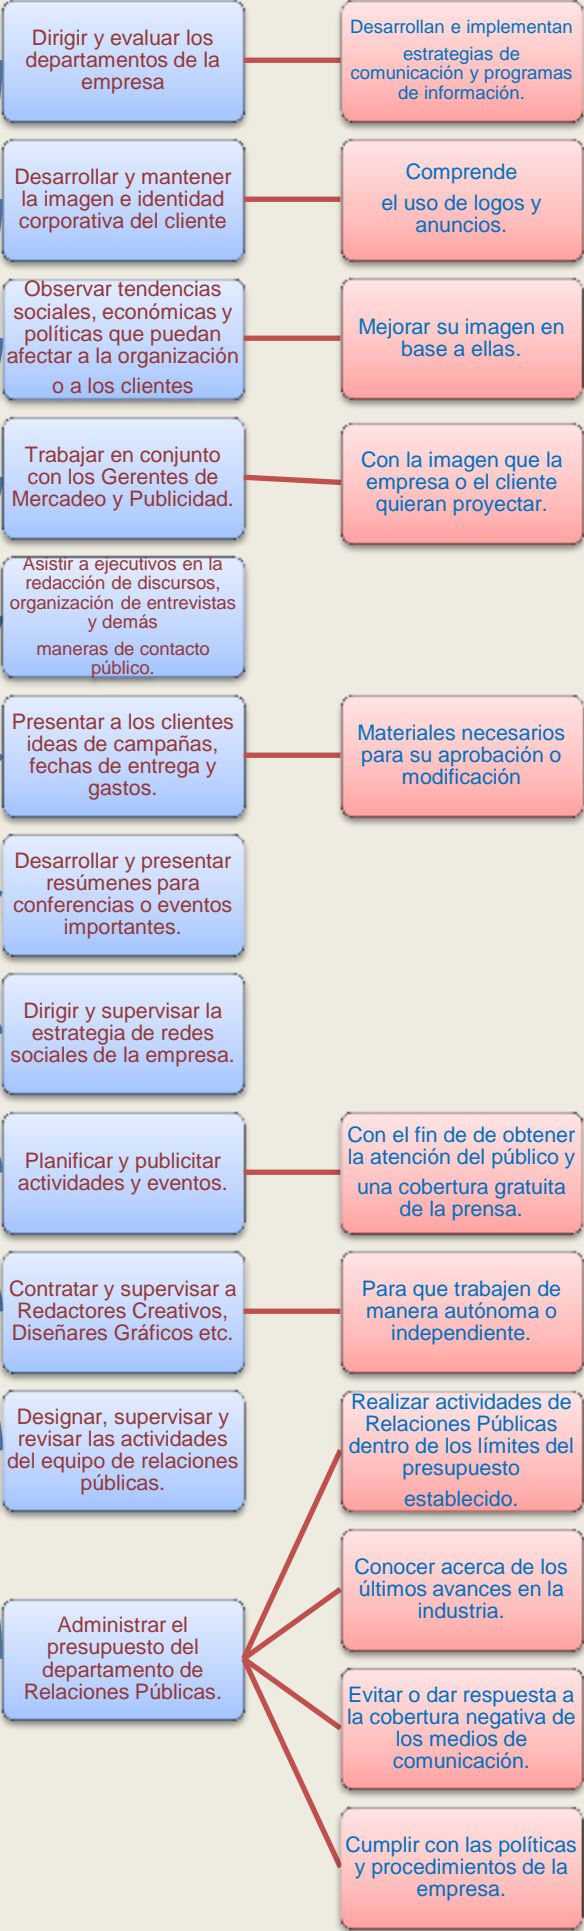 Dirigir y evaluar los
departamentos de la
empresa
Desarrollan e implementan
estrategias de
comunicación y programas
de información.
Desarrollar y mantener
la imagen e identidad
corporativa del cliente
Comprende
el uso de logos y
anuncios.
Observar tendencias
sociales, económicas y
políticas que puedan
afectar a la organización
o a los clientes
Mejorar su imagen en
base a ellas.
Trabajar en conjunto
con los Gerentes de
Mercadeo y Publicidad.
Con la imagen que la
empresa o el cliente
quieran proyectar.
Asistir a ejecutivos en la
redacción de discursos,
organización de entrevistas
y demás
maneras de contacto
público.
Presentar a los clientes
ideas de campañas,
fechas de entrega y
gastos.
Materiales necesarios
para su aprobación o
modificación
Desarrollar y presentar
resúmenes para
conferencias o eventos
importantes.
Dirigir y supervisar la
estrategia de redes
sociales de la empresa.
Planificar y publicitar
actividades y eventos.
Con el fin de de obtener
la atención del público y
una cobertura gratuita
de la prensa.
Contratar y supervisar a
Redactores Creativos,
Diseñares Gráficos etc.
Para que trabajen de
manera autónoma o
independiente.
Designar, supervisar y
revisar las actividades
del equipo de relaciones
públicas.
Administrar el
presupuesto del
departamento de
Relaciones Públicas.
Realizar actividades de
Relaciones Públicas
dentro de los límites del
presupuesto
establecido.
Conocer acerca de los
últimos avances en la
industria.
Evitar o dar respuesta a
la cobertura negativa de
los medios de
comunicación.
Cumplir con las políticas
y procedimientos de la
empresa.